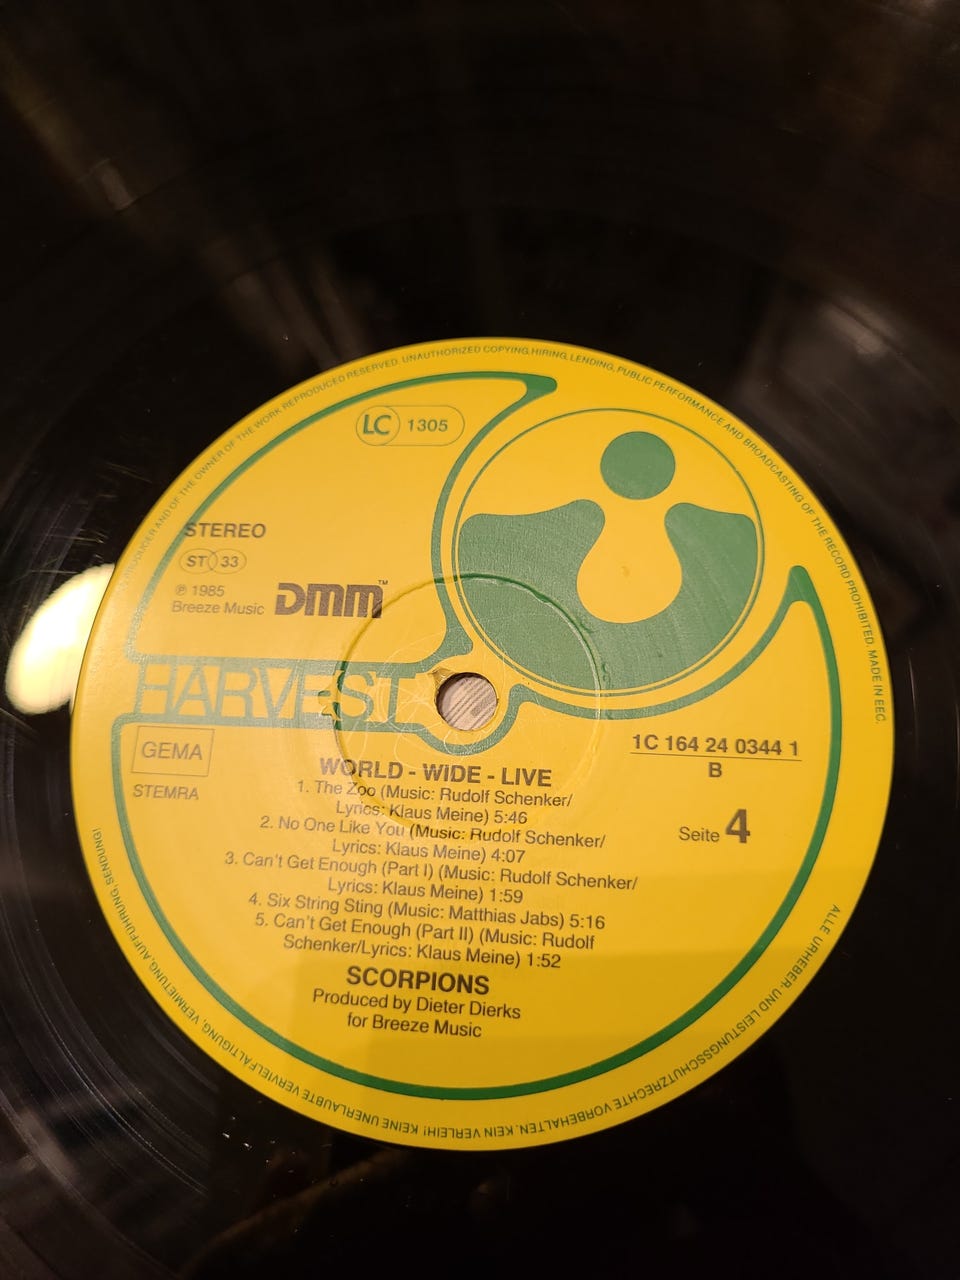 PRODUCER AND OF THE OWNER OF THE WORK REPRODUCED RESERVED. UNAUTHORIZED COPYING, HIRING, LENDING, PUBLIC PERFORMANCE AND BROADCASTING OF THE RECORD PROHIBITED. MADE IN EEC.
LC 1305
STEREO
ST 33
℗ 1985
Breeze Music
DMM™
HARVEST
GEMA
STEMRA
1C 164 24 0344 1
B
Seite 4
WORLD - WIDE - LIVE
1. The Zoo (Music: Rudolf Schenker/
Lyrics: Klaus Meine) 5:46
2. No One Like You (Music: Rudolf Schenker/
Lyrics: Klaus Meine) 4:07
3. Can't Get Enough (Part I) (Music: Rudolf Schenker/
Lyrics: Klaus Meine) 1:59
4. Six String Sting (Music: Matthias Jabs) 5:16
5. Can't Get Enough (Part II) (Music: Rudolf
Schenker/Lyrics: Klaus Meine) 1:52
SCORPIONS
Produced by Dieter Dierks
for Breeze Music
ALLE URHEBER- UND LEISTUNGSSCHUTZRECHTE VORBEHALTEN. KEIN VERLEIH! KEINE UNERLAUBTE VERVIELFÄLTIGUNG, VERMIETUNG, AUFFÜHRUNG, SENDUNG!